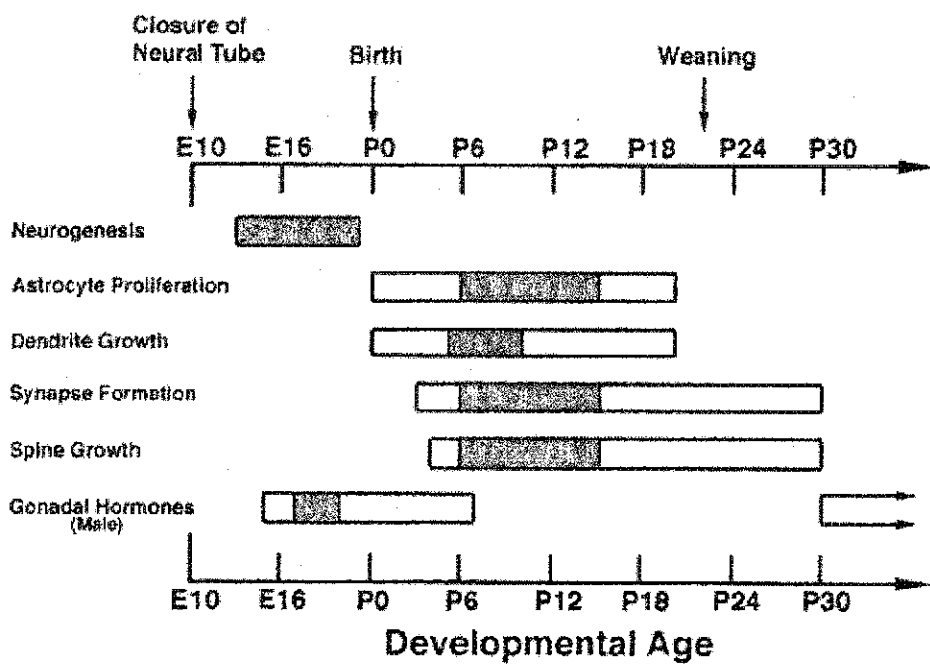 Closure of
Neural Tube
Birth
Weaning
E10 E16 P0 P6 P12 P18 P24 P30
Neurogenesis
Astrocyte Proliferation
Dendrite Growth
Synapse Formation
Spine Growth
Gonadal Hormones
(Male)
E10 E16 P0 P6 P12 P18 P24 P30
Developmental Age